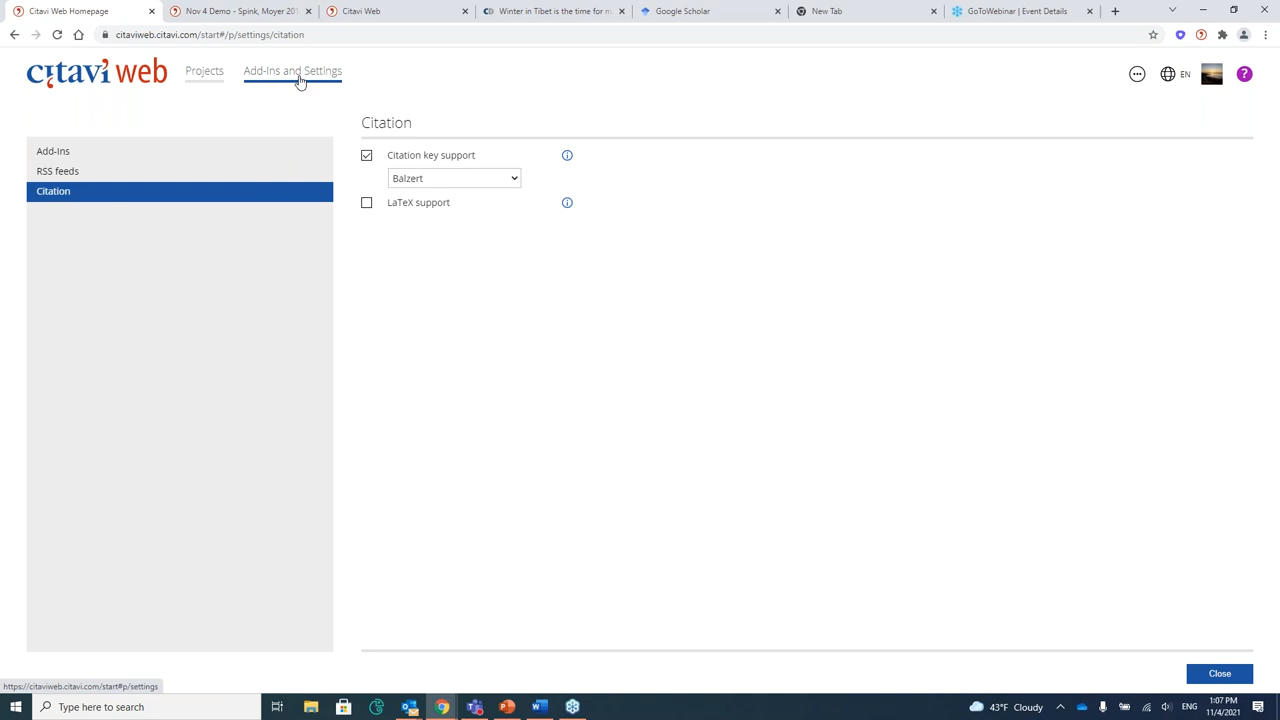 Citavi Web Homepage
Nov 4 Demo - Spink, Moyer 201
Citavi Web
Winter in Tibet is the time for m
Google Scholar
New Tab
GoToWebinar | Event Details
citaviweb.citavi.com/start#/p/settings/citation
citavi web
Projects
Add-Ins and Settings
EN
?
Citation
Add-Ins
RSS feeds
Citation
Citation key support
Balzert
LaTeX support
Close
https://citaviweb.citavi.com/start#p/settings
Type here to search
43°F Cloudy
ENG
1:07 PM
11/4/2021